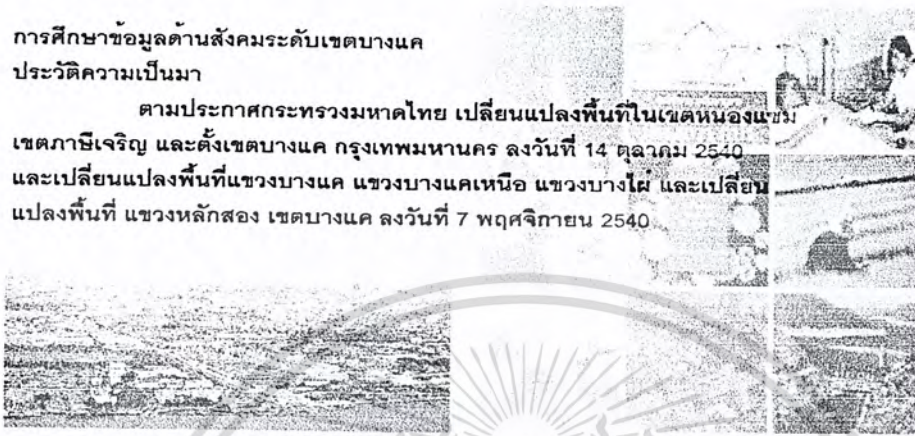 การศึกษาข้อมูลด้านสังคมระดับเขตบางแค
ประวัติความเป็นมา
ตามประกาศกระทรวงมหาดไทย เปลี่ยนแปลงพื้นที่ในเขตหนองแขม
เขตภาษีเจริญ และตั้งเขตบางแค กรุงเทพมหานคร ลงวันที่ 14 ตุลาคม 2540
และเปลี่ยนแปลงพื้นที่แขวงบางแค แขวงบางแคเหนือ แขวงบางไผ่ และเปลี่ยน
แปลงพื้นที่ แขวงหลักสอง เขตบางแค ลงวันที่ 7 พฤศจิกายน 2540